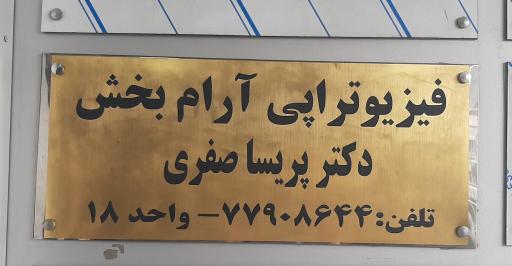 فیزیوتراپی آرام بخش
دکتر پریسا صفری
تلفن: ۷۷۹۰۸۶۴۴ – واحد ۱۸